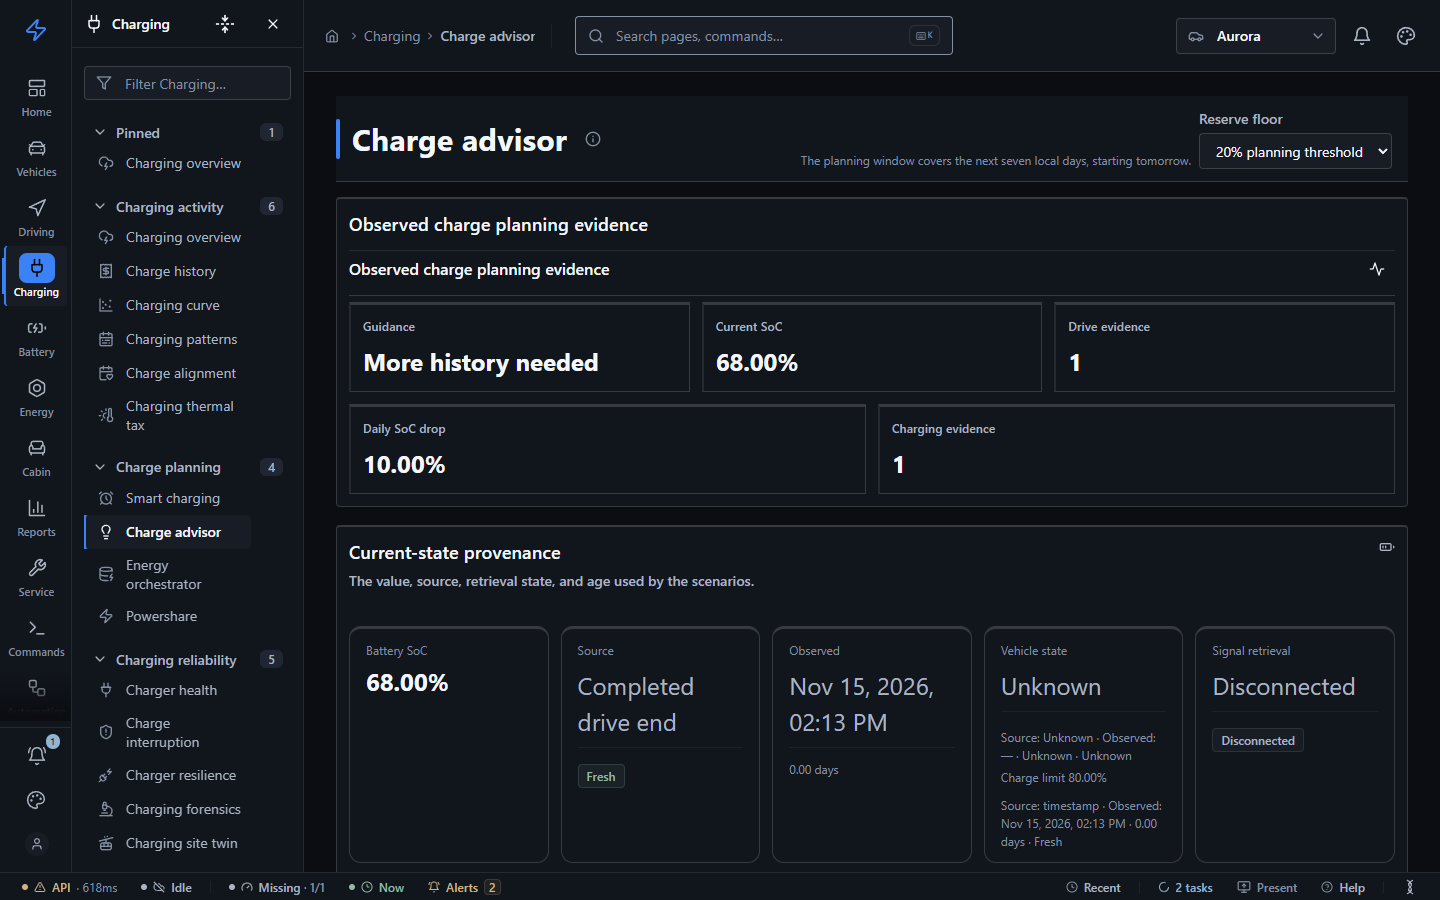 Home
Vehicles
Driving
Charging
Battery
Energy
Cabin
Reports
Service
Commands
1
Charging
Filter Charging...
Pinned 1
Charging overview
Charging activity 6
Charging overview
Charge history
Charging curve
Charging patterns
Charge alignment
Charging thermal
tax
Charge planning 4
Smart charging
Charge advisor
Energy
orchestrator
Powershare
Charging reliability 5
Charger health
Charge
interruption
Charger resilience
Charging forensics
Charging site twin
Charging > Charge advisor
Search pages, commands... K
Aurora
Charge advisor
The planning window covers the next seven local days, starting tomorrow.
Reserve floor
20% planning threshold
Observed charge planning evidence
Observed charge planning evidence
Guidance
More history needed
Current SoC
68.00%
Drive evidence
1
Daily SoC drop
10.00%
Charging evidence
1
Current-state provenance
The value, source, retrieval state, and age used by the scenarios.
Battery SoC
68.00%
Source
Completed
drive end
Fresh
Observed
Nov 15, 2026,
02:13 PM
0.00 days
Vehicle state
Unknown
Source: Unknown · Observed:
— · Unknown · Unknown
Charge limit 80.00%
Source: timestamp · Observed:
Nov 15, 2026, 02:13 PM · 0.00
days · Fresh
Signal retrieval
Disconnected
Disconnected
API · 618ms
Idle
Missing · 1/1
Now
Alerts 2
Recent
2 tasks
Present
Help